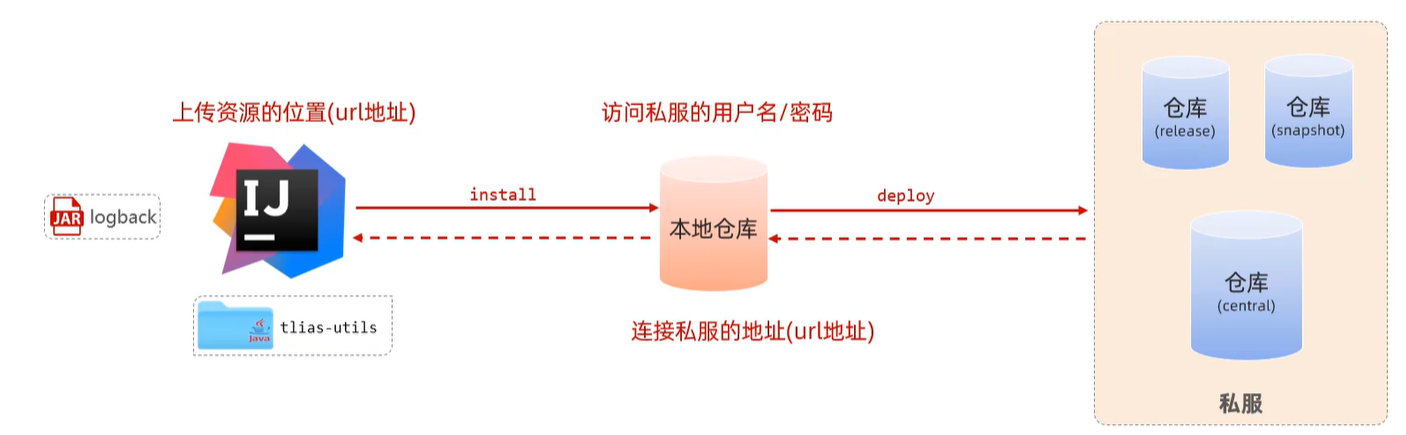 上传资源的位置(url地址)
访问私服的用户名/密码
仓库
(release)
仓库
(snapshot)
JAR logback
IJ
install
本地仓库
deploy
仓库
(central)
Java tlias-utils
连接私服的地址(url地址)
私服